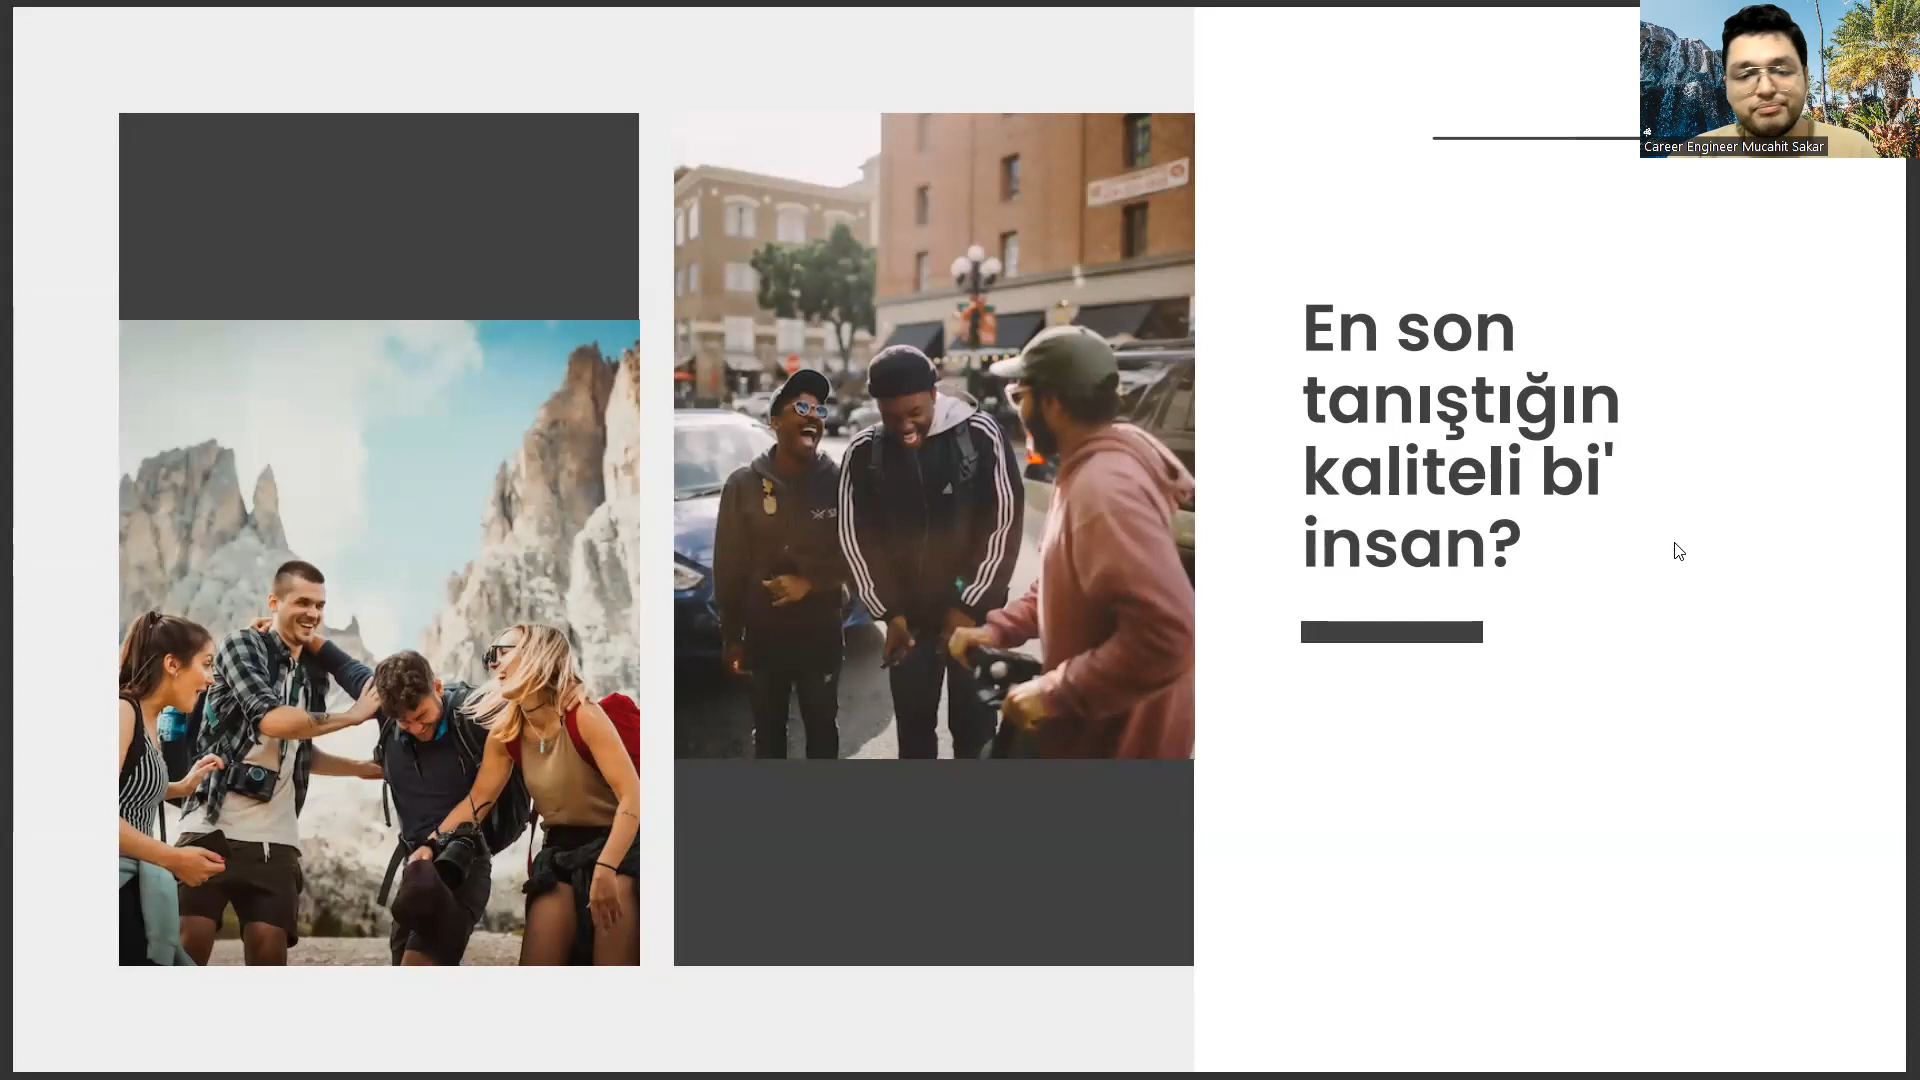 Career Engineer Mucahit Sakar
En son
tanıştığın
kaliteli bi'
insan?